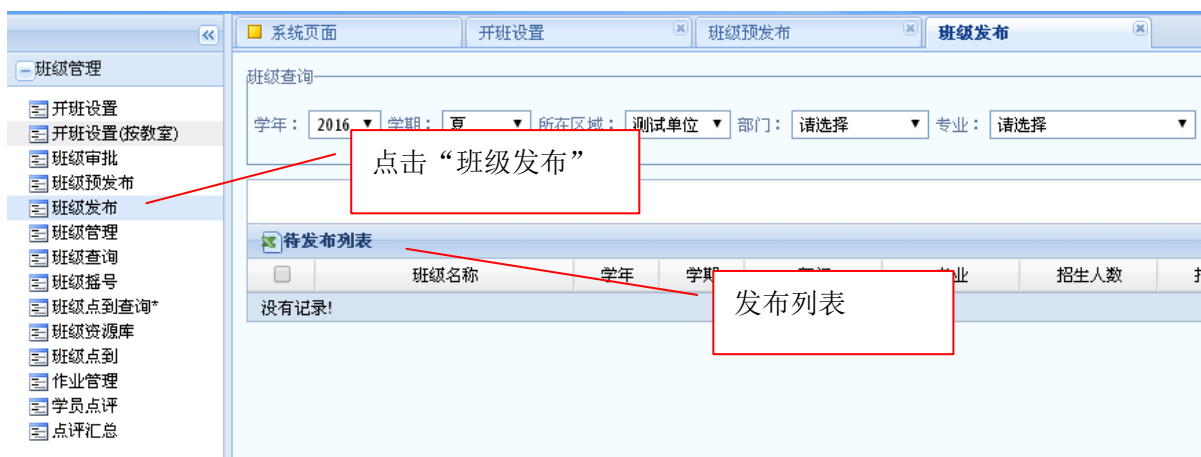 系统页面
开班设置
班级预发布
班级发布
班级管理
开班设置
开班设置(按教室)
班级审批
班级预发布
班级发布
班级管理
班级查询
班级摇号
班级点到查询*
班级资源库
班级点到
作业管理
学员点评
点评汇总
班级查询
学年： 2016 学期： 夏 所在区域： 测试单位 部门： 请选择 专业： 请选择
点击“班级发布”
待发布列表
班级名称 学年 学期 招生人数
没有记录!
发布列表